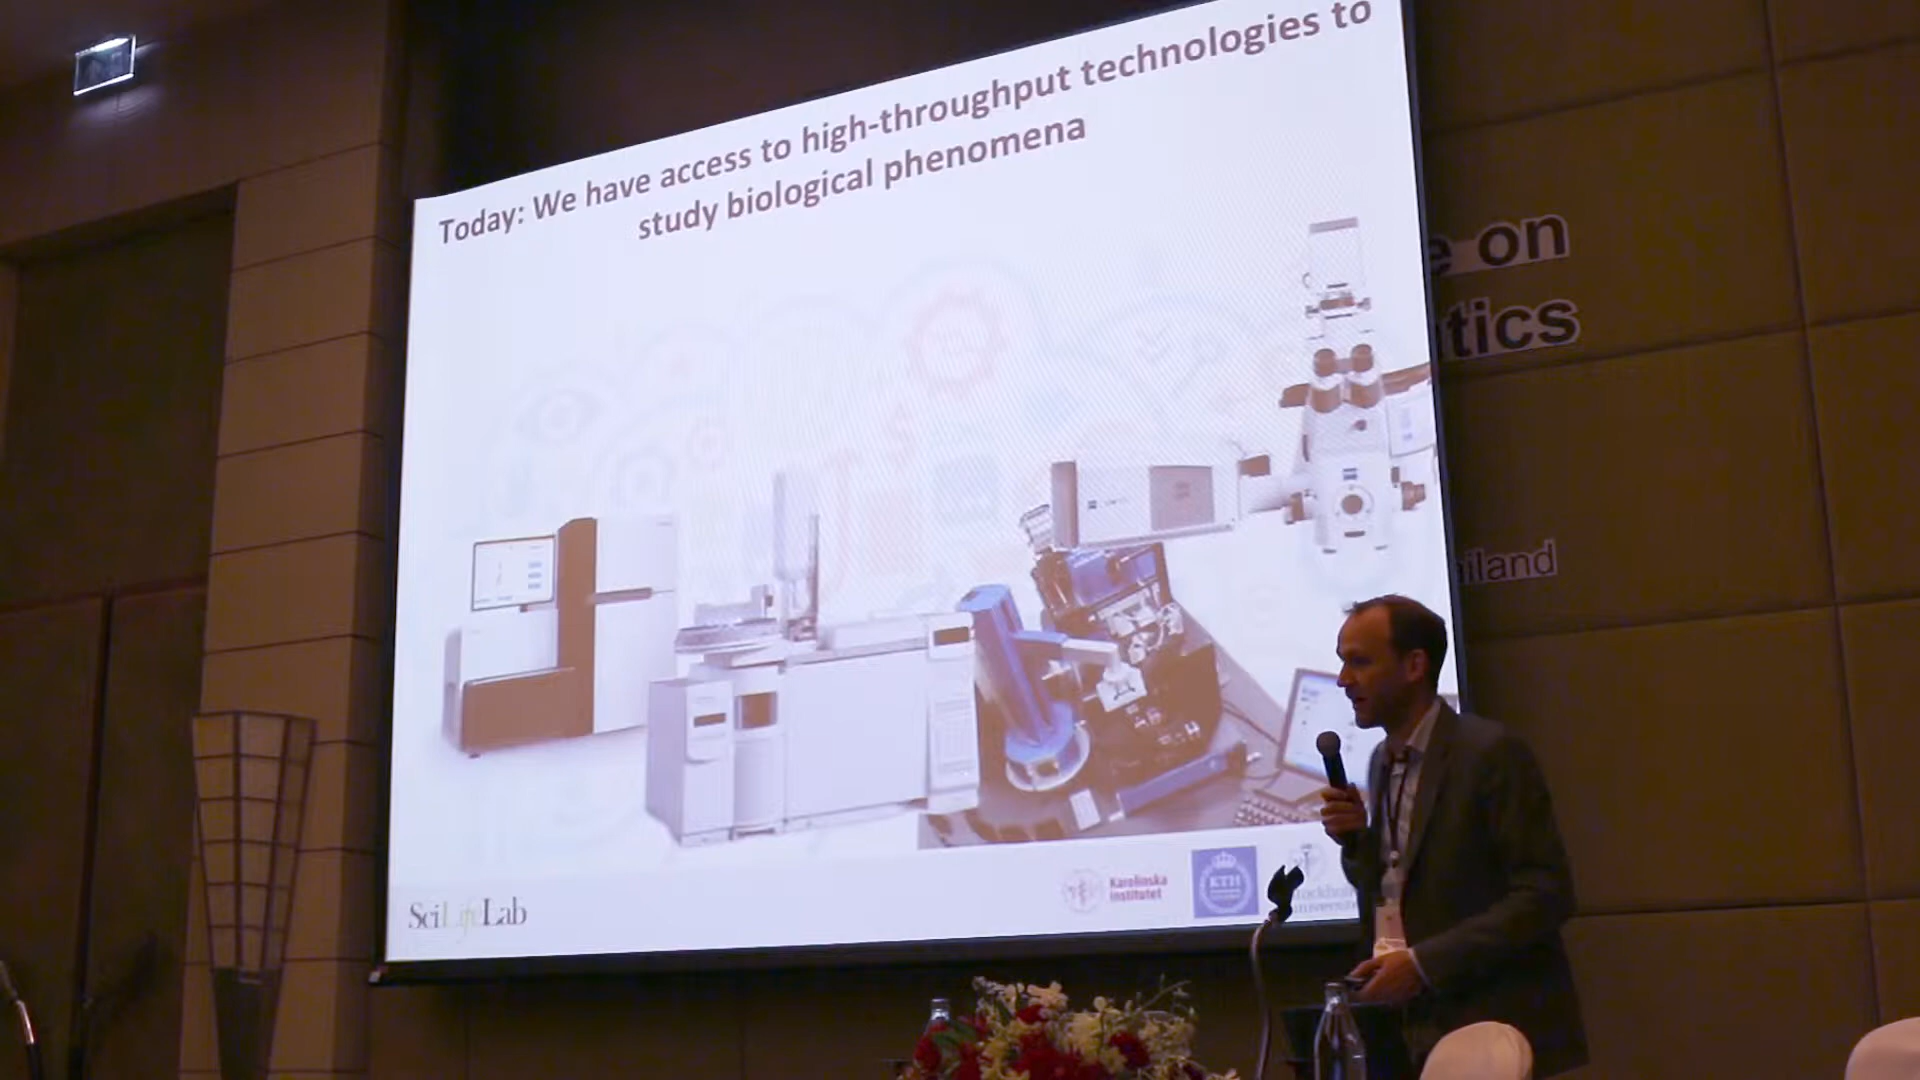 Today: We have access to high-throughput technologies to
study biological phenomena
e on
tics
ailand
SciLifeLab
Karolinska
Institutet
KTH